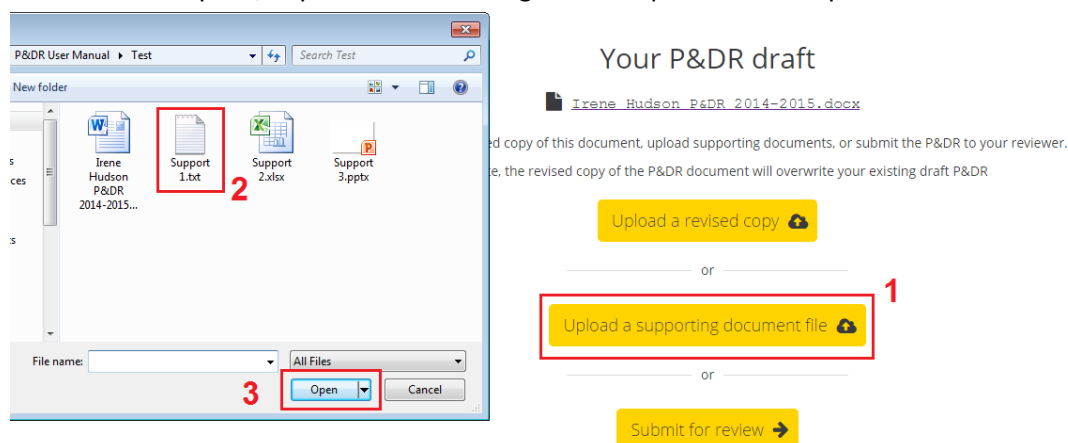 P&DR User Manual ▸ Test
Search Test
New folder
Irene
Hudson
P&DR
2014-2015...
Support
1.txt
Support
2.xlsx
Support
3.pptx
2
File name:
All Files
3
Open
Cancel
Your P&DR draft
Irene Hudson P&DR 2014-2015.docx
copy of this document, upload supporting documents, or submit the P&DR to your reviewer.
the revised copy of the P&DR document will overwrite your existing draft P&DR
Upload a revised copy
or
1
Upload a supporting document file
or
Submit for review